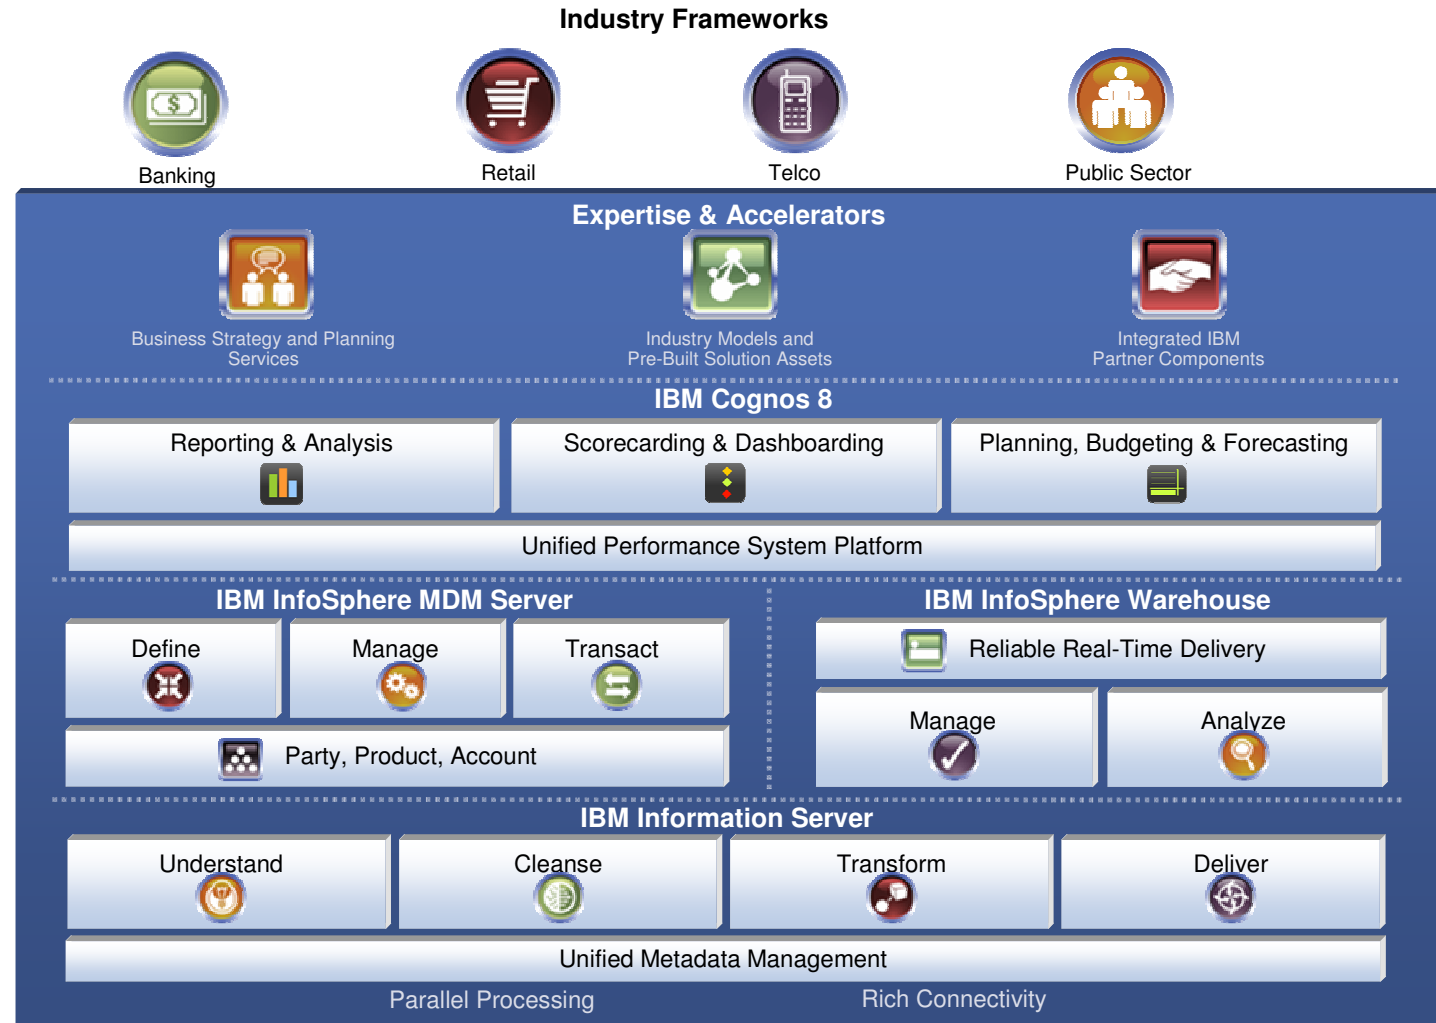 Industry Frameworks
Banking
Retail
Telco
Public Sector
Expertise & Accelerators
Business Strategy and Planning
Services
Industry Models and
Pre-Built Solution Assets
Integrated IBM
Partner Components
IBM Cognos 8
Reporting & Analysis
Scorecarding & Dashboarding
Planning, Budgeting & Forecasting
Unified Performance System Platform
IBM InfoSphere MDM Server
Define
Manage
Transact
Party, Product, Account
IBM InfoSphere Warehouse
Reliable Real-Time Delivery
Manage
Analyze
IBM Information Server
Understand
Cleanse
Transform
Deliver
Unified Metadata Management
Parallel Processing
Rich Connectivity